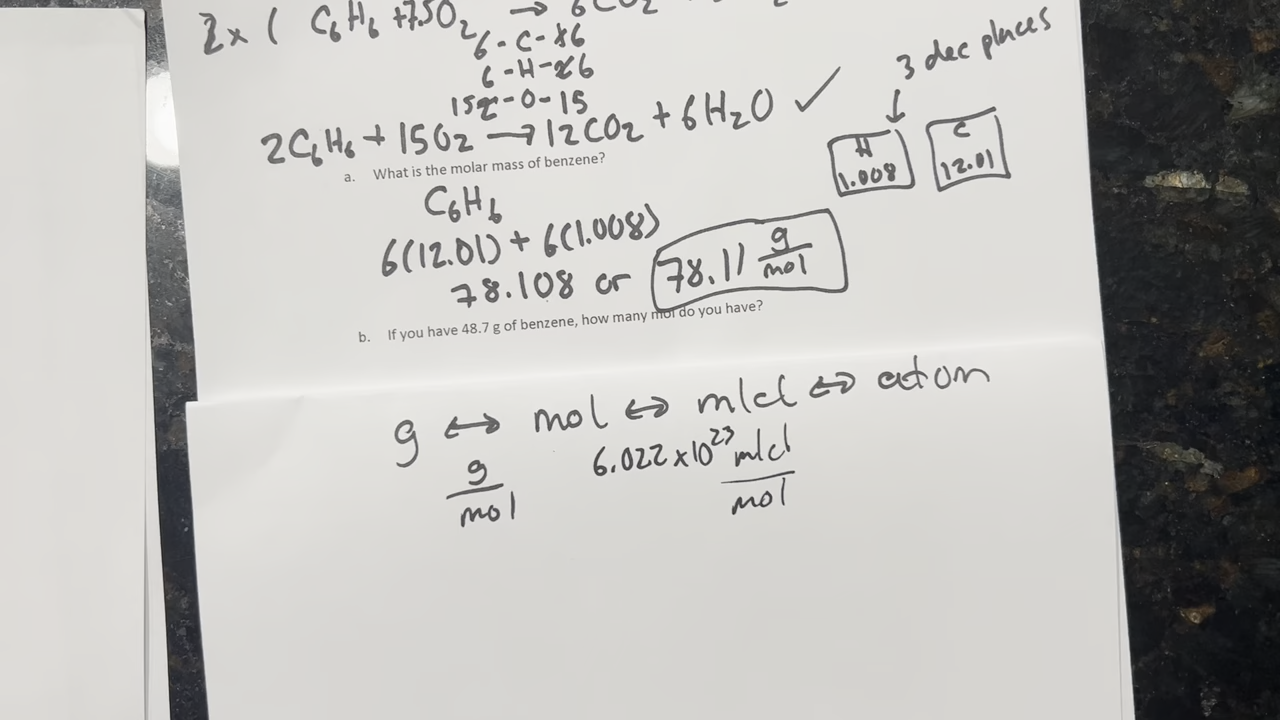 2x ( C₆H₆ +7.5O₂ → 6CO₂
6-C-6
6-H-6
15-O-15
2C₆H₆ + 15O₂ → 12CO₂ + 6H₂O ✓
3 dec places
H
1.008
C
12.01
a. What is the molar mass of benzene?
C₆H₆
6(12.01) + 6(1.008)
78.108 or 78.11 g/mol
b. If you have 48.7 g of benzene, how many mol do you have?
g ↔ mol ↔ mlcl ↔ atom
g/mol 6.022x10²³ mlcl/mol